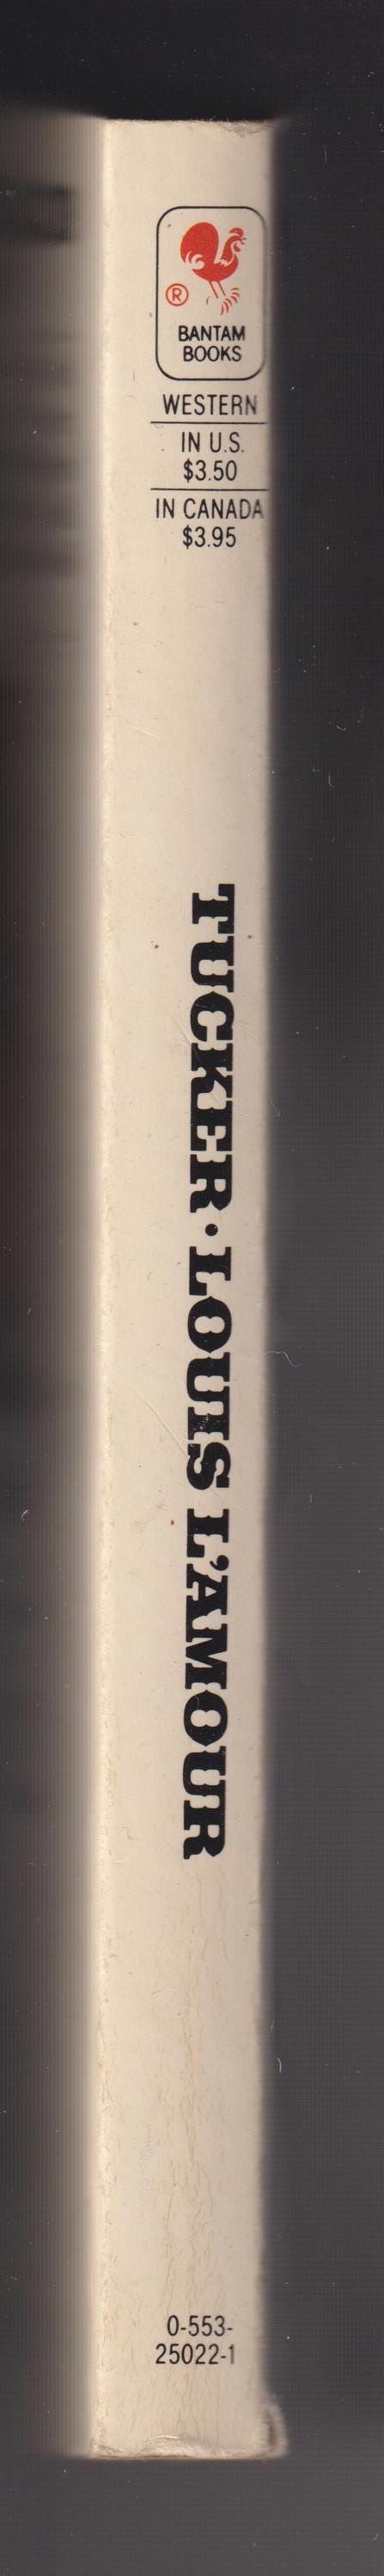 ®
BANTAM
BOOKS
WESTERN
IN U.S.
$3.50
IN CANADA
$3.95
TUCKER • LOUIS L'AMOUR
0-553-
25022-1